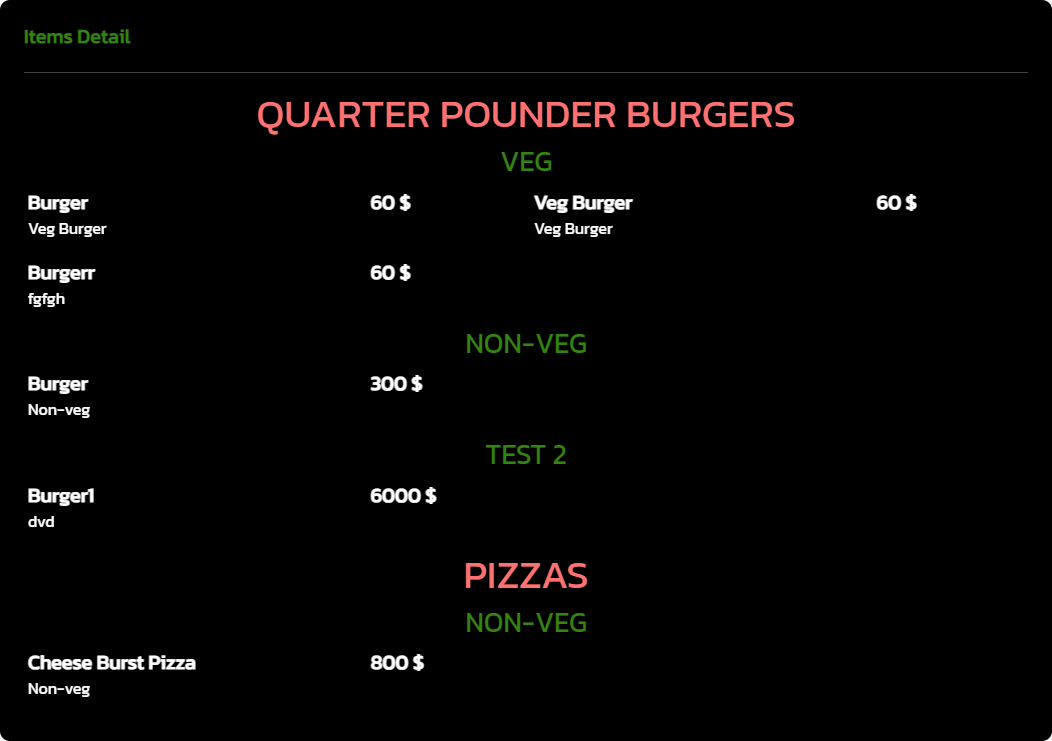 Items Detail
QUARTER POUNDER BURGERS
VEG
Burger 60 $ Veg Burger 60 $
Veg Burger Veg Burger
Burgerr 60 $
fgfgh
NON-VEG
Burger 300 $
Non-veg
TEST 2
Burger1 6000 $
dvd
PIZZAS
NON-VEG
Cheese Burst Pizza 800 $
Non-veg